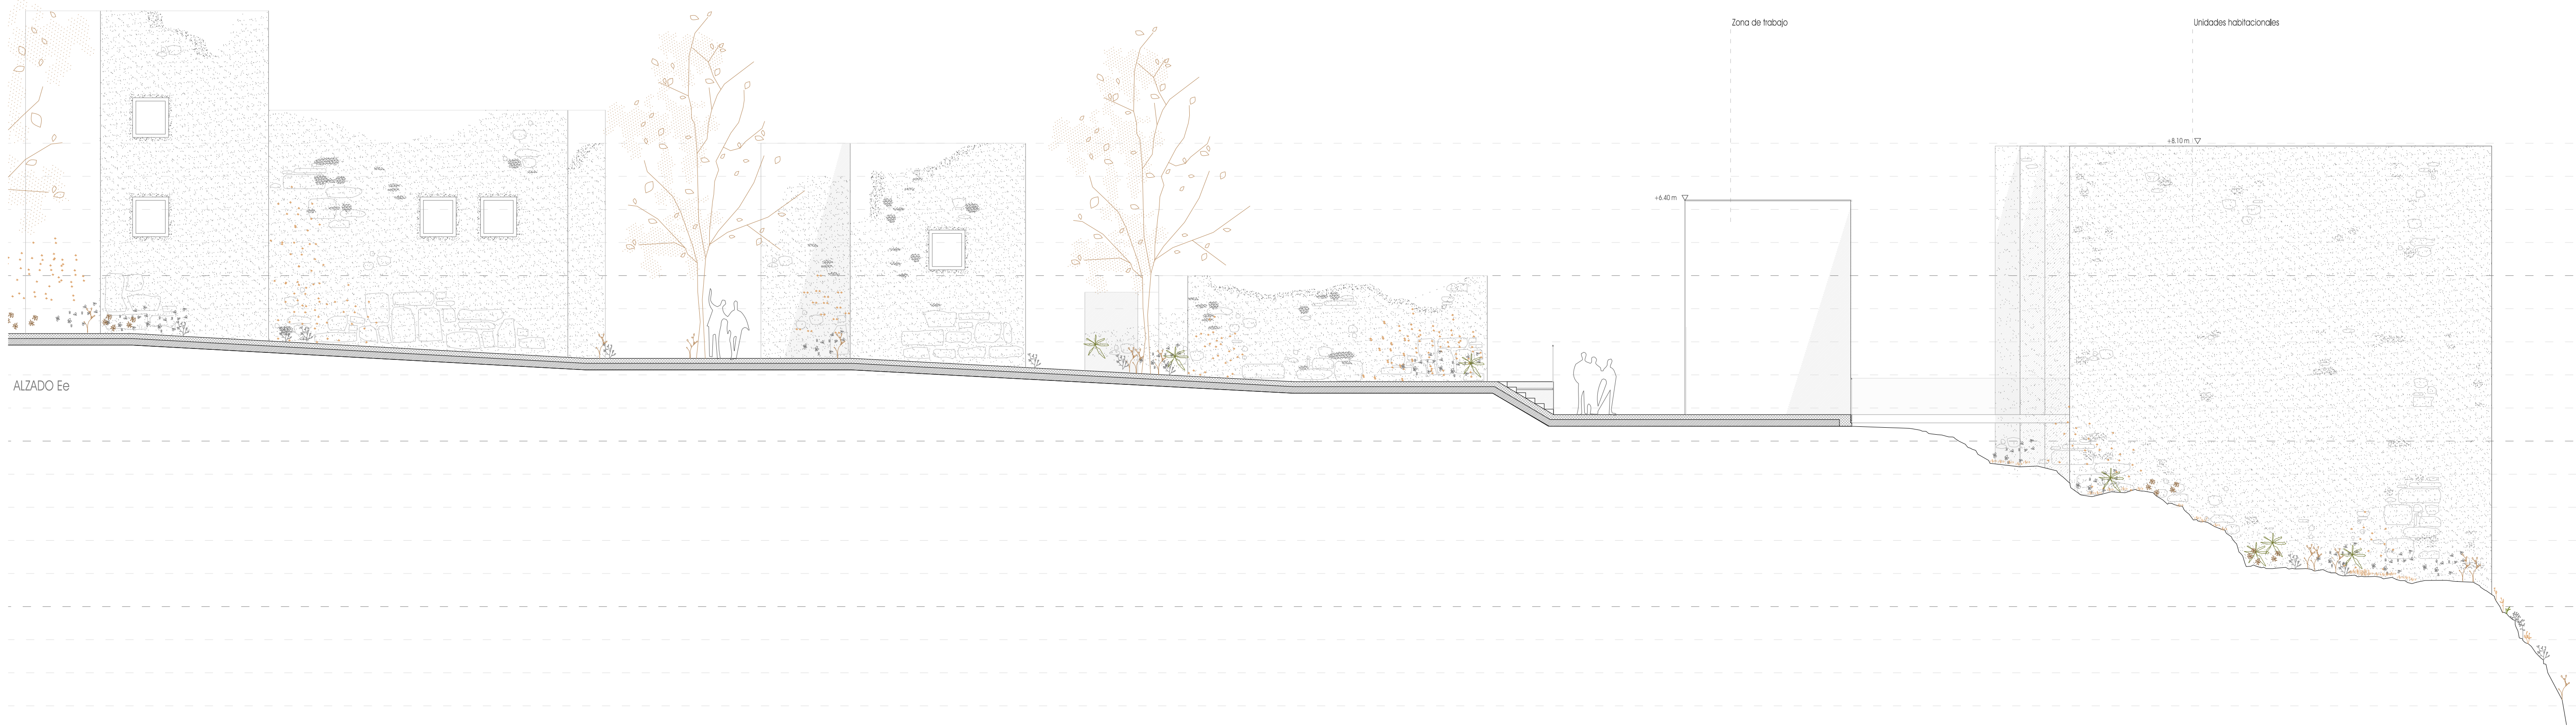 Zona de trabajo
Unidades habitacionales
+8.10 m
+6.40 m
ALZADO Ee